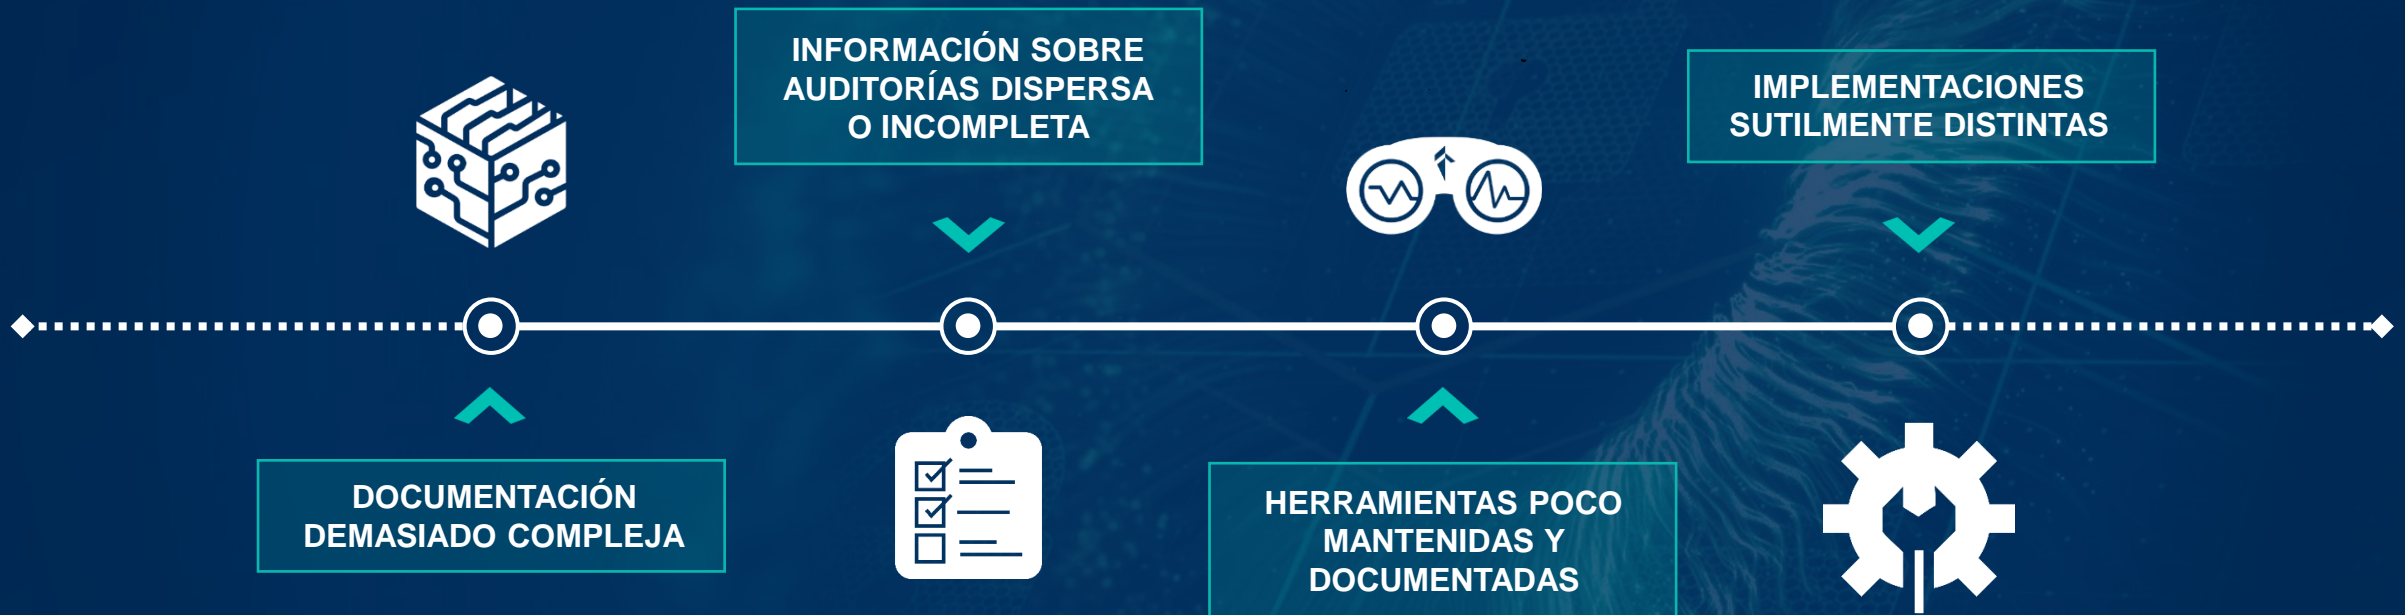 INFORMACIÓN SOBRE
AUDITORÍAS DISPERSA
O INCOMPLETA
IMPLEMENTACIONES
SUTILMENTE DISTINTAS
DOCUMENTACIÓN
DEMASIADO COMPLEJA
HERRAMIENTAS POCO
MANTENIDAS Y
DOCUMENTADAS